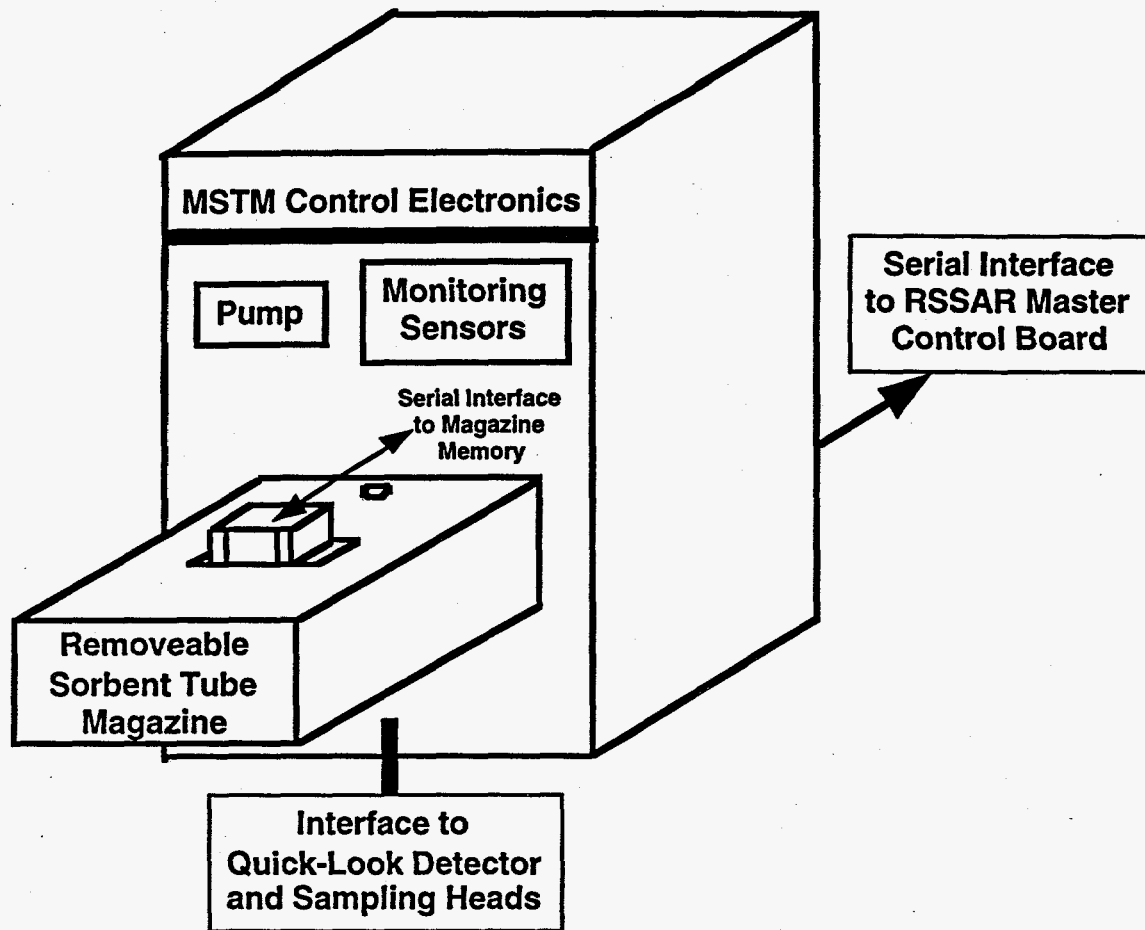 MSTM Control Electronics
Pump
Monitoring
Sensors
Serial Interface
to RSSAR Master
Control Board
Serial Interface
to Magazine
Memory
Removeable
Sorbent Tube
Magazine
Interface to
Quick-Look Detector
and Sampling Heads